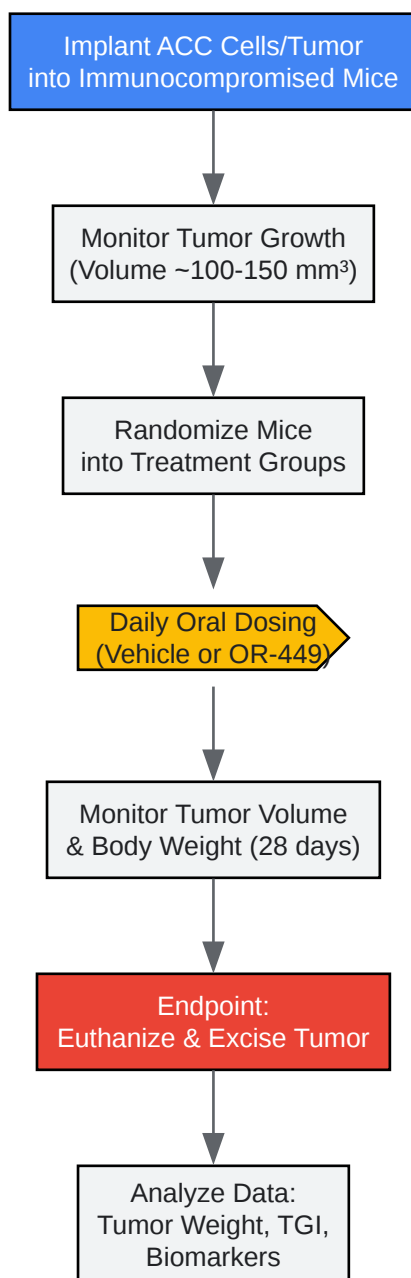 Implant ACC Cells/Tumor
into Immunocompromised Mice
Monitor Tumor Growth
(Volume ~100-150 mm³)
Randomize Mice
into Treatment Groups
Daily Oral Dosing
(Vehicle or OR-449)
Monitor Tumor Volume
& Body Weight (28 days)
Endpoint:
Euthanize & Excise Tumor
Analyze Data:
Tumor Weight, TGI,
Biomarkers